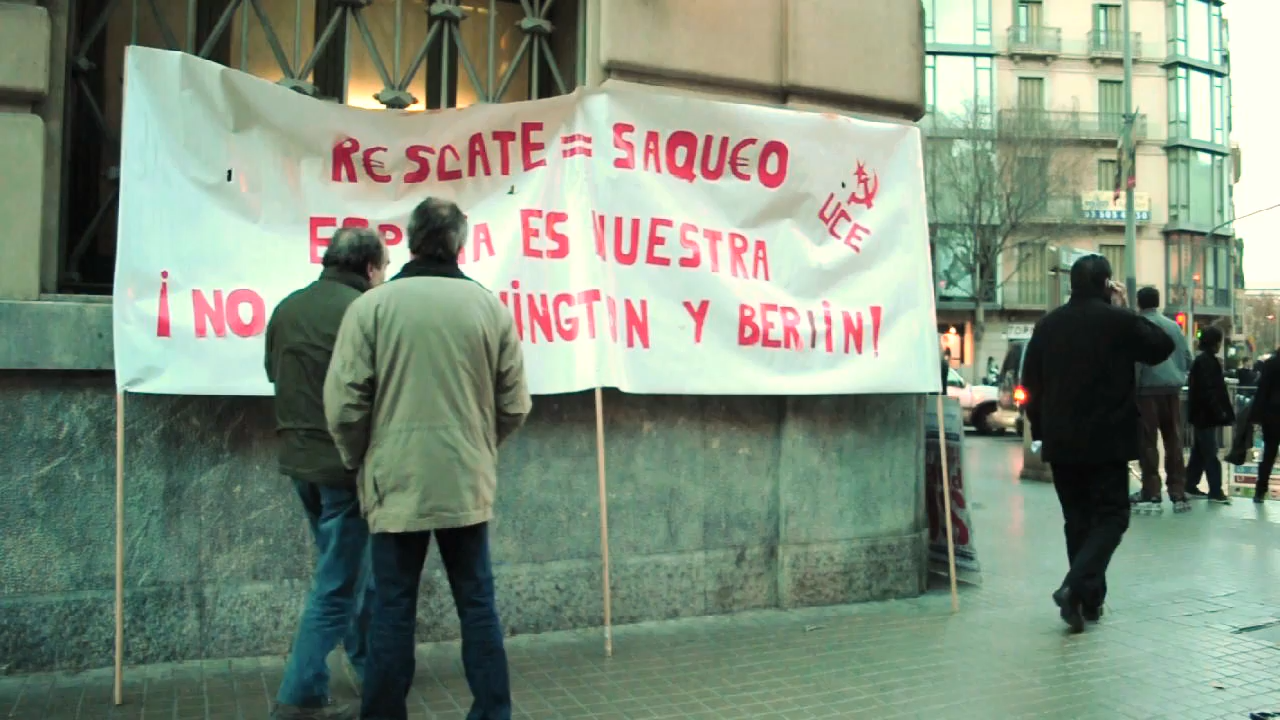 R€SCATE = SAQU€O
UCE
ES NUESTRA
¡NO Y BERLiN!